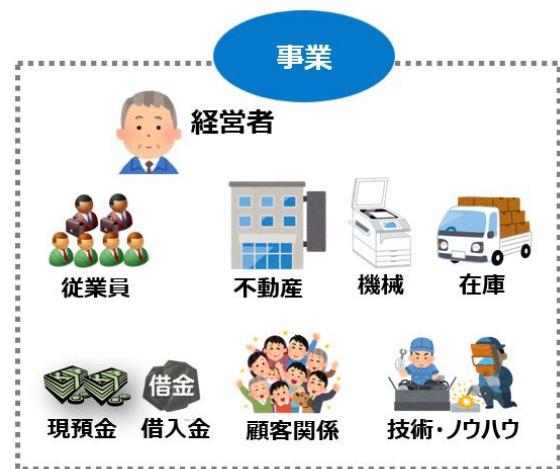 事業
経営者
従業員
不動産
機械
在庫
借金
現預金
借入金
顧客関係
技術・ノウハウ